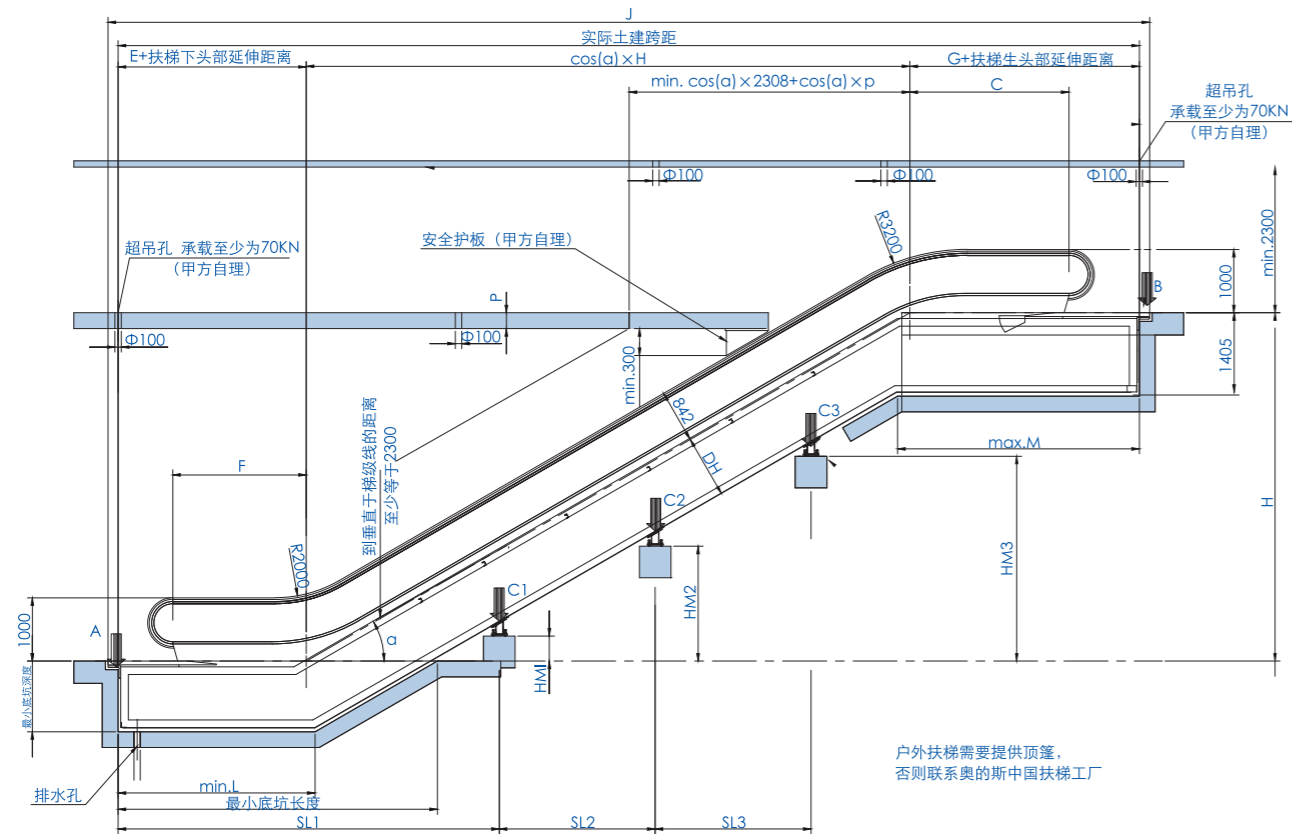 J
实际土建跨距
E+扶梯下头部延伸距离
cos(a)×H
G+扶梯生头部延伸距离
min. cos(a)×2308+cos(a)×p
C
超吊孔
承载至少为70KN
（甲方自理）
Φ100
Φ100
Φ100
min.2300
安全护板（甲方自理）
R3200
超吊孔 承载至少为70KN
（甲方自理）
P
1000
B
Φ100
Φ100
min.300
1405
到垂直于梯级线的距离
至少等于2300
842
DH
C3
max.M
F
H
C2
HM3
R2000
C1
HM2
1000
A
a
HM1
最小底坑深度
户外扶梯需要提供顶篷，
否则联系奥的斯中国扶梯工厂
排水孔
min.L
最小底坑长度
SL1
SL2
SL3